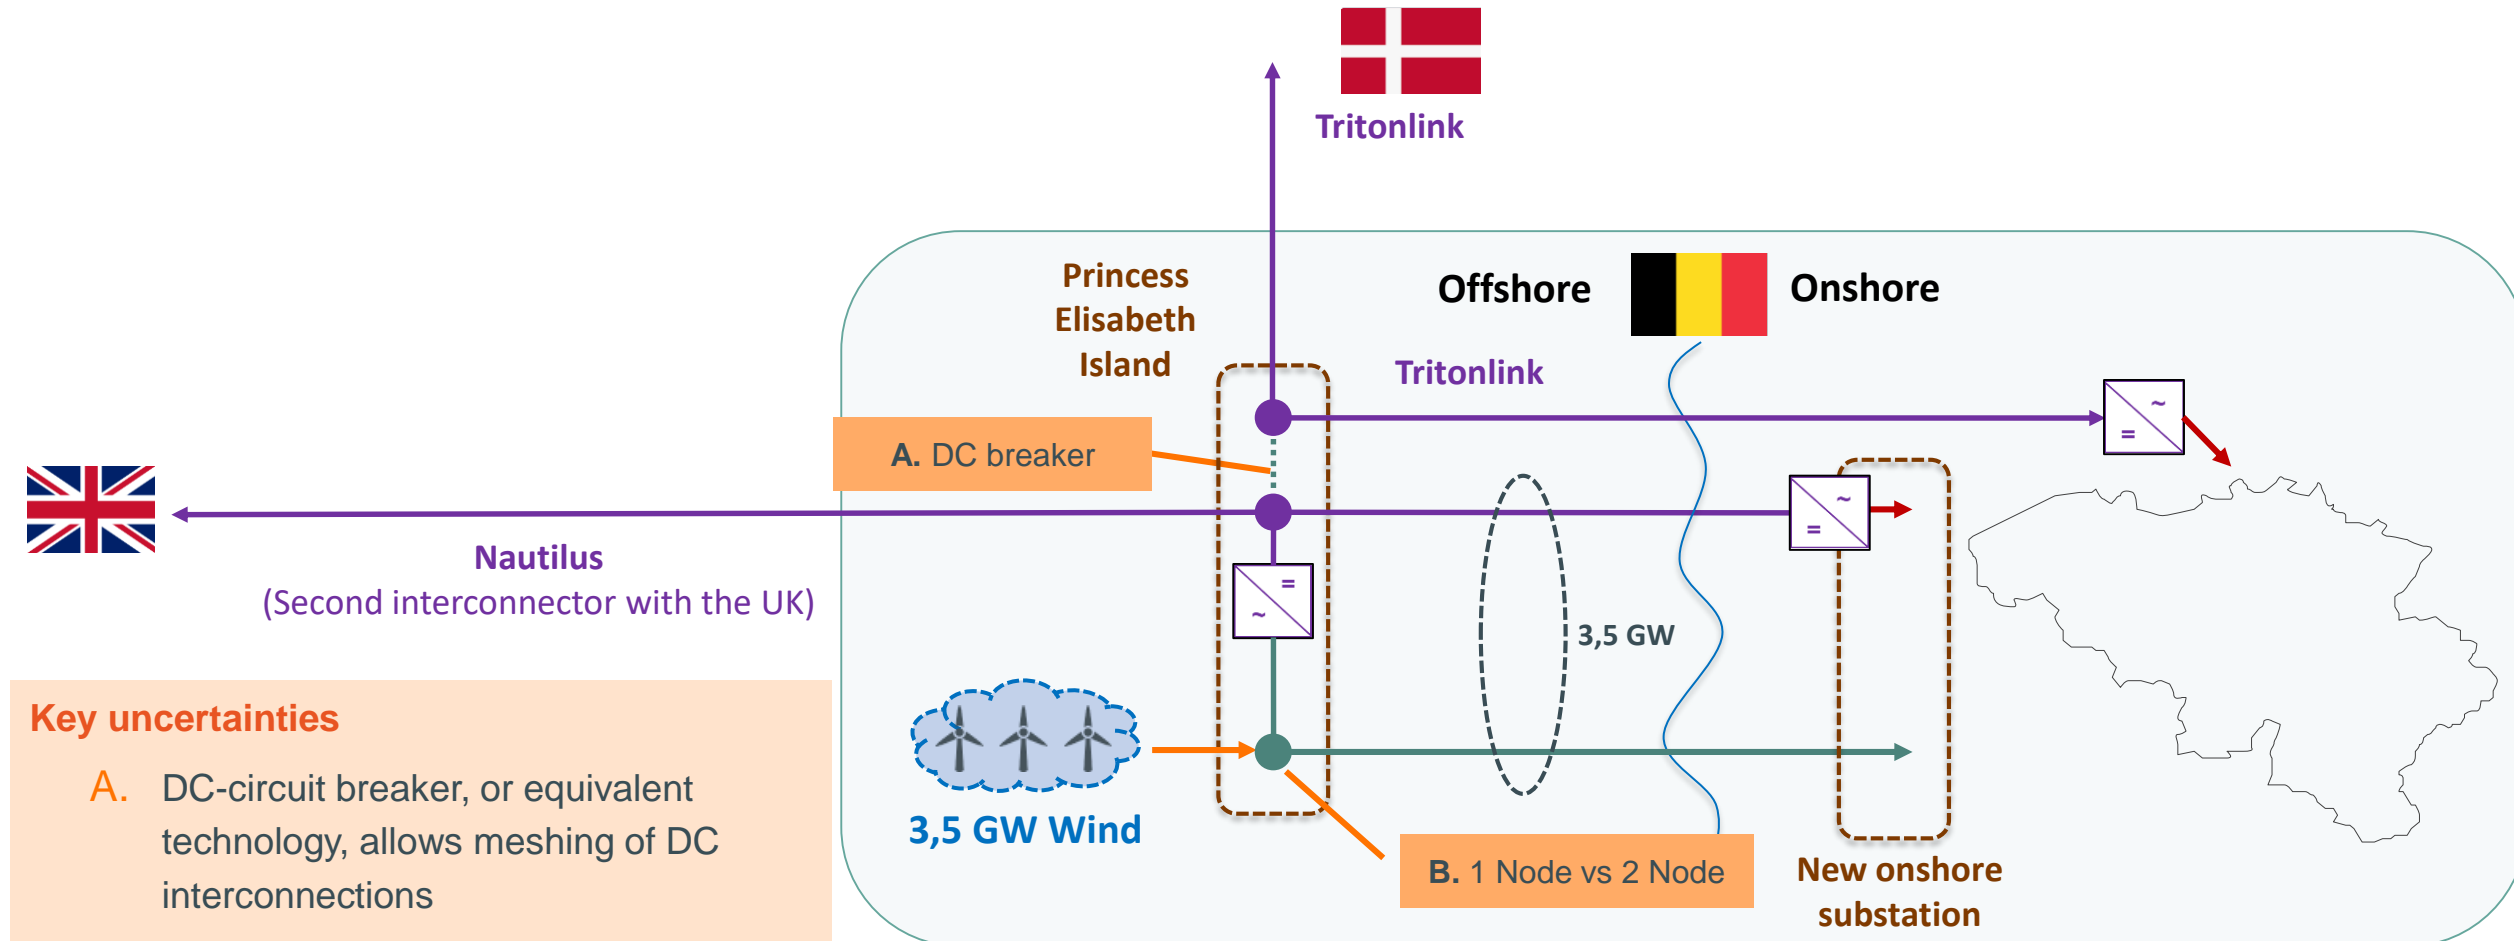 Tritonlink
Princess
Elisabeth
Island
Offshore
Onshore
Tritonlink
A. DC breaker
~
=
~
=
Nautilus
(Second interconnector with the UK)
=
~
3,5 GW
Key uncertainties
A. DC-circuit breaker, or equivalent
technology, allows meshing of DC
interconnections
3,5 GW Wind
B. 1 Node vs 2 Node
New onshore
substation